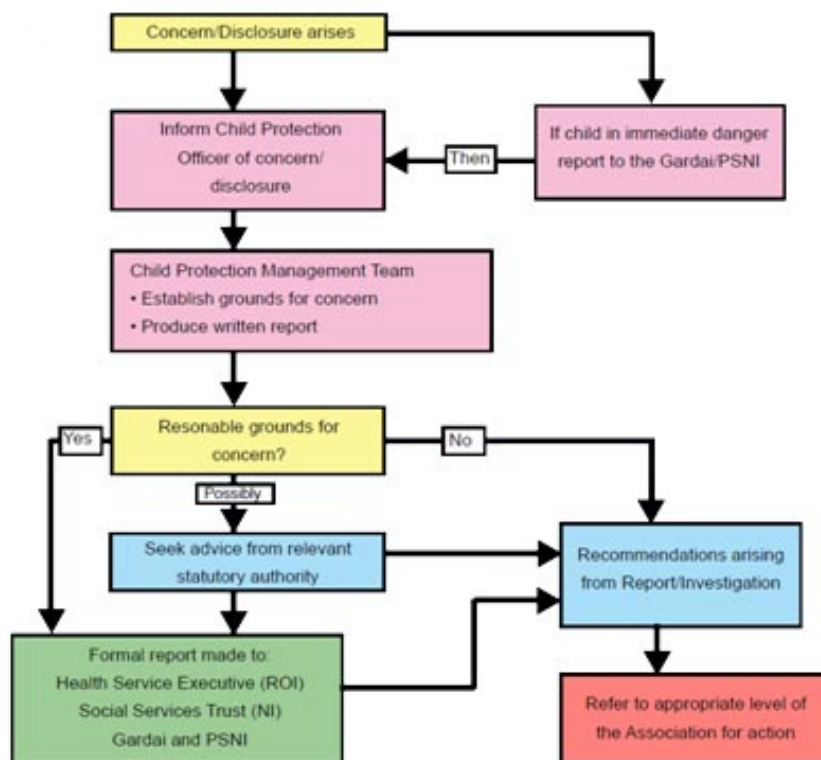 Concern/Disclosure arises
Inform Child Protection
Officer of concern/
disclosure
Then
If child in immediate danger
report to the Gardai/PSNI
Child Protection Management Team
• Establish grounds for concern
• Produce written report
Yes
Resonable grounds for
concern?
No
Possibly
Seek advice from relevant
statutory authority
Recommendations arising
from Report/Investigation
Formal report made to:
Health Service Executive (ROI)
Social Services Trust (NI)
Gardai and PSNI
Refer to appropriate level of
the Association for action